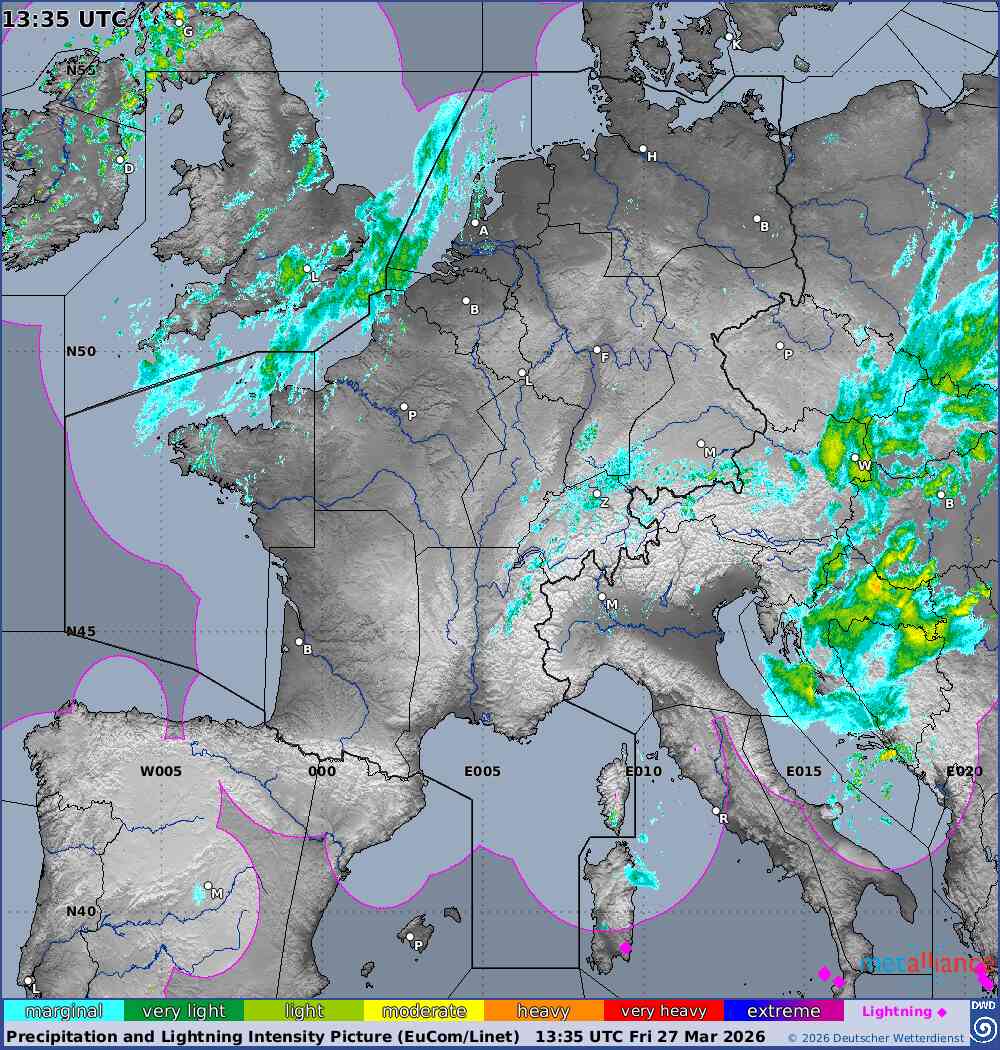 13:35 UTC
G
K
N55
D
H
A
B
L
B
N50
F
P
L
P
M
W
Z
B
M
N45
B
W005
000
E005
E010
E015
E020
R
M
N40
P
metalliance
L
marginal very light light moderate heavy very heavy extreme Lightning ◆
DWD
Precipitation and Lightning Intensity Picture (EuCom/Linet) 13:35 UTC Fri 27 Mar 2026 © 2026 Deutscher Wetterdienst